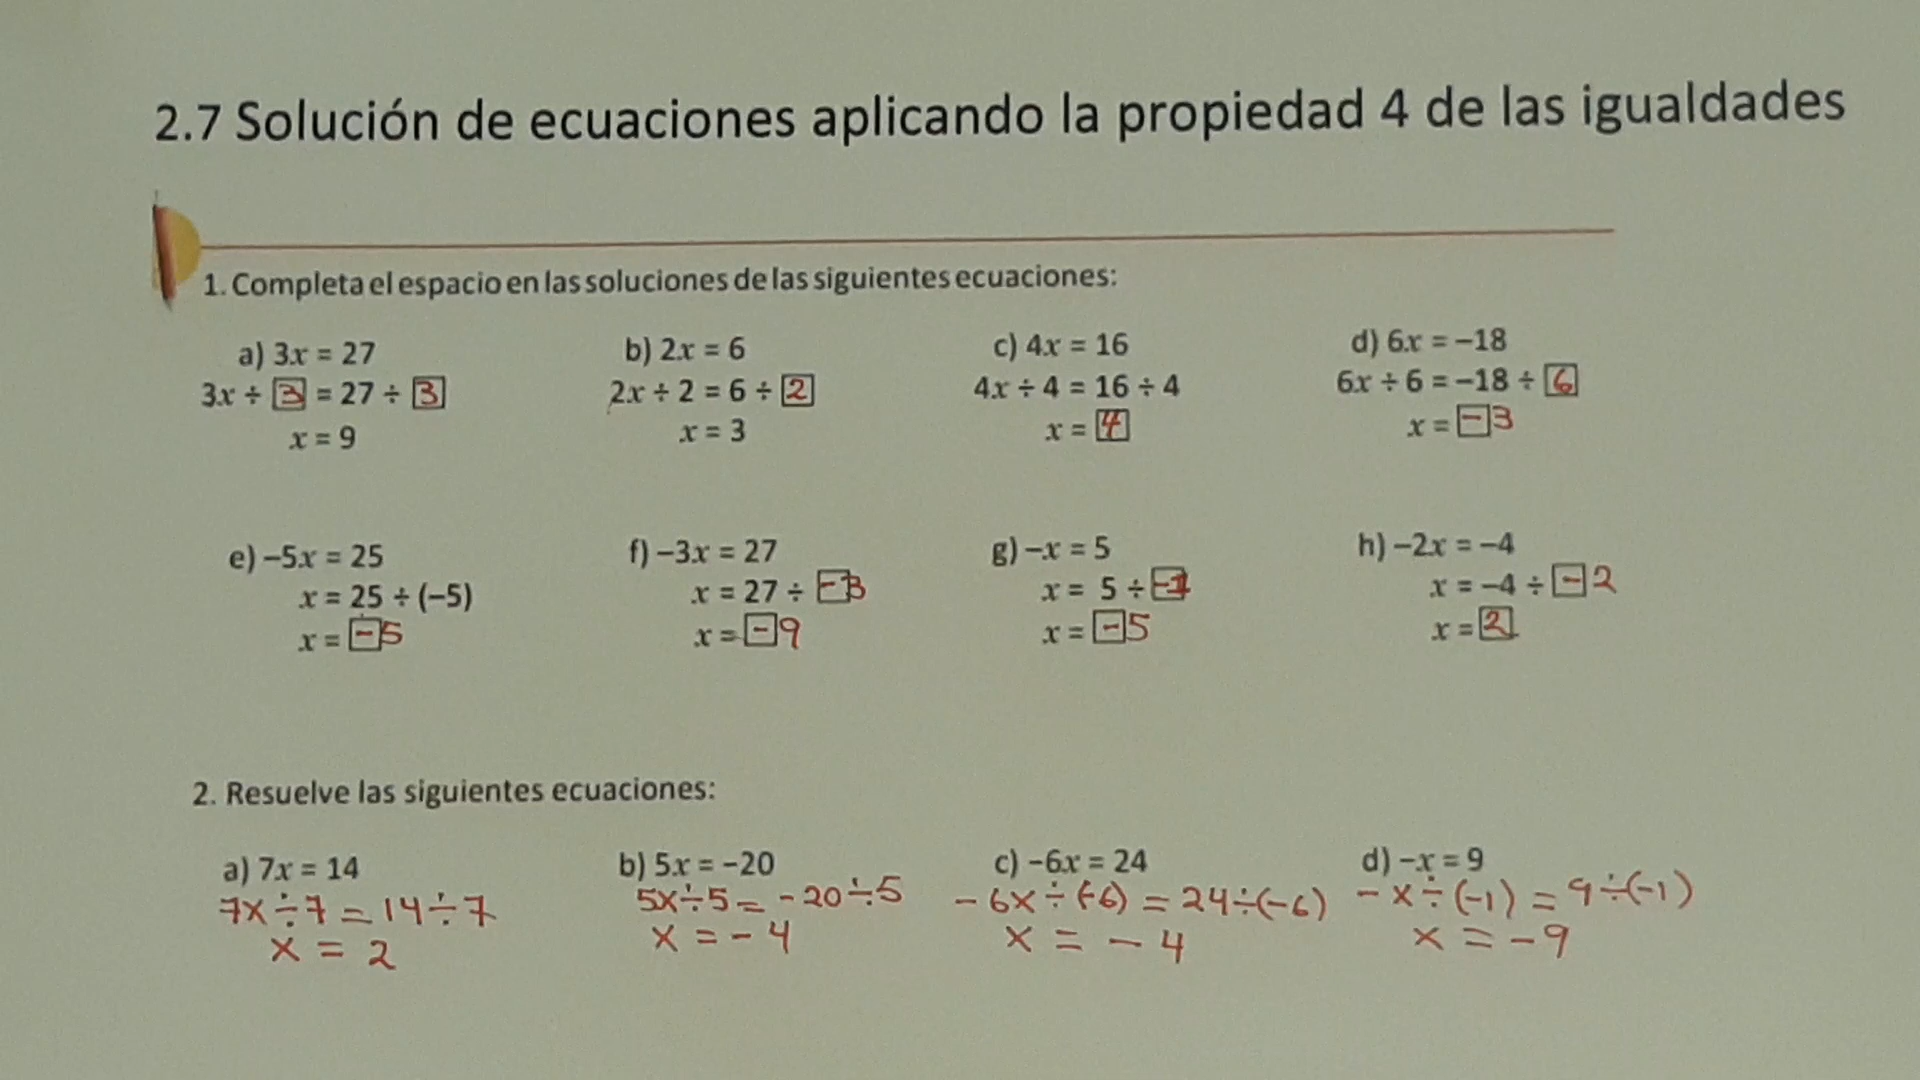 2.7 Solución de ecuaciones aplicando la propiedad 4 de las igualdades
1. Completa el espacio en las soluciones de las siguientes ecuaciones:
a) 3x = 27
3x ÷ 3 = 27 ÷ 3
x = 9
b) 2x = 6
2x ÷ 2 = 6 ÷ 2
x = 3
c) 4x = 16
4x ÷ 4 = 16 ÷ 4
x = 4
d) 6x = −18
6x ÷ 6 = −18 ÷ 6
x = −3
e) −5x = 25
x = 25 ÷ (−5)
x = −5
f) −3x = 27
x = 27 ÷ −3
x = −9
g) −x = 5
x = 5 ÷ −1
x = −5
h) −2x = −4
x = −4 ÷ −2
x = 2
2. Resuelve las siguientes ecuaciones:
a) 7x = 14
7x ÷ 7 = 14 ÷ 7
x = 2
b) 5x = −20
5x ÷ 5 = −20 ÷ 5
x = −4
c) −6x = 24
−6x ÷ (−6) = 24 ÷ (−6)
x = −4
d) −x = 9
−x ÷ (−1) = 9 ÷ (−1)
x = −9